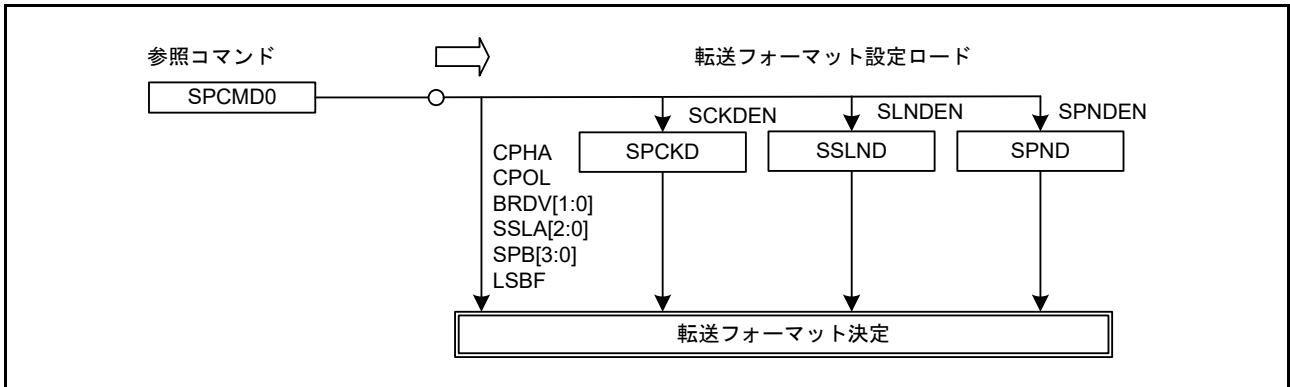 参照コマンド
転送フォーマット設定ロード
SPCMD0
SCKDEN
SLNDEN
SPNDEN
SPCKD
SSLND
SPND
CPHA
CPOL
BRDV[1:0]
SSLA[2:0]
SPB[3:0]
LSBF
転送フォーマット決定